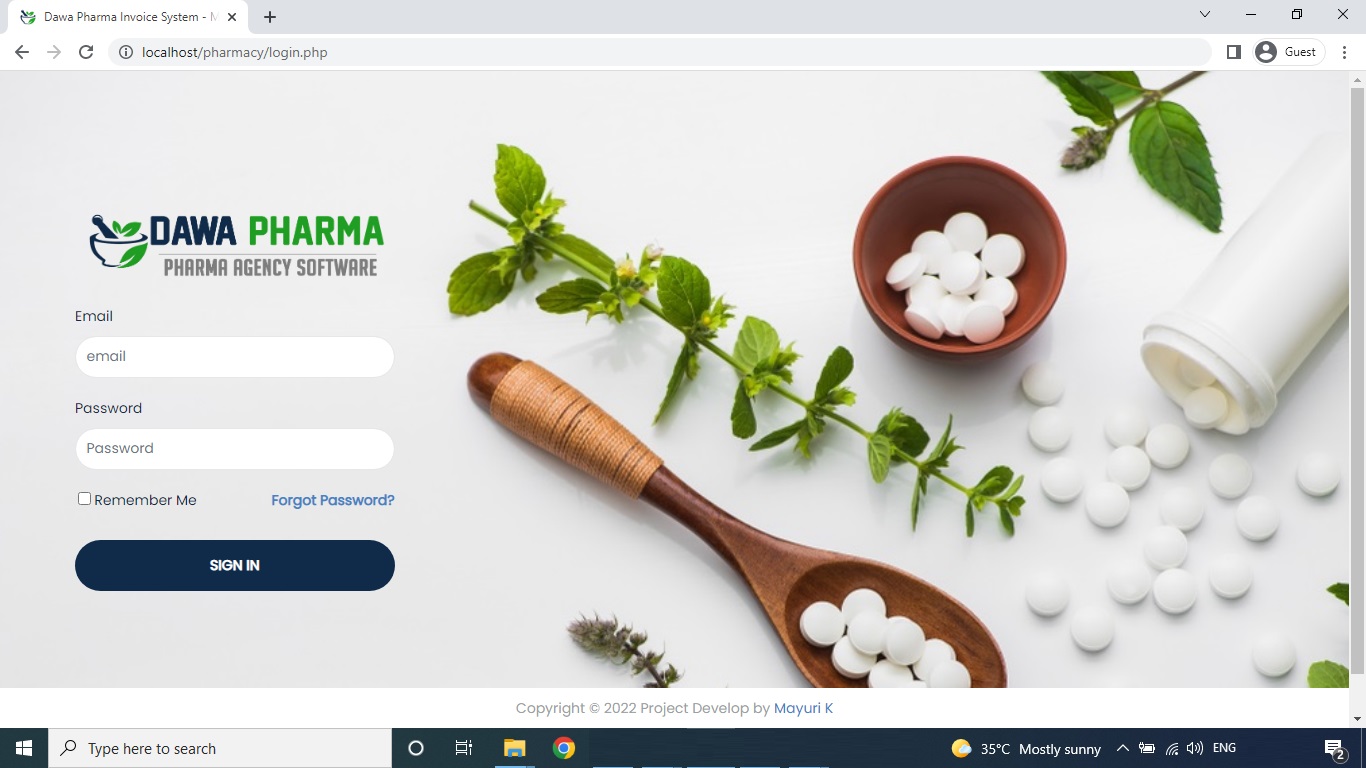 Dawa Pharma Invoice System - M
localhost/pharmacy/login.php
Guest
DAWA PHARMA
PHARMA AGENCY SOFTWARE
Email
email
Password
Password
Remember Me Forgot Password?
SIGN IN
Copyright © 2022 Project Develop by Mayuri K
Type here to search
35°C Mostly sunny
ENG
2